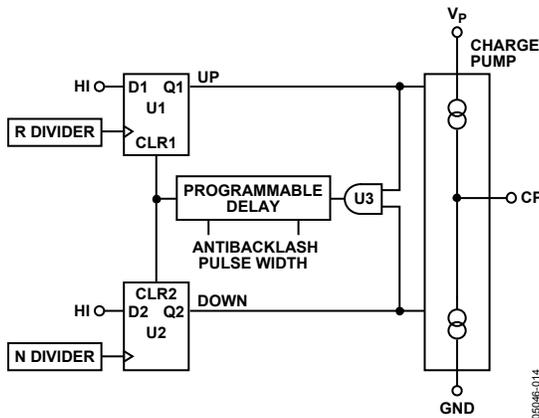 VP
CHARGE
PUMP
HI
D1 Q1
UP
U1
R DIVIDER
CLR1
PROGRAMMABLE
DELAY
U3
CP
ANTIBACKLASH
PULSE WIDTH
CLR2
HI
D2 Q2
DOWN
U2
N DIVIDER
GND
05046-014